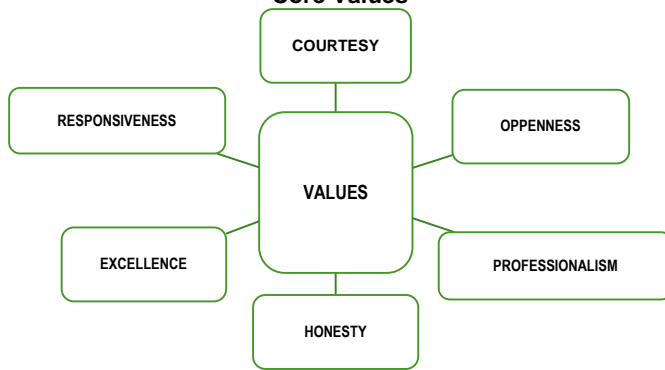 Core Values
COURTESY
RESPONSIVENESS
OPPENNESS
VALUES
EXCELLENCE
PROFESSIONALISM
HONESTY